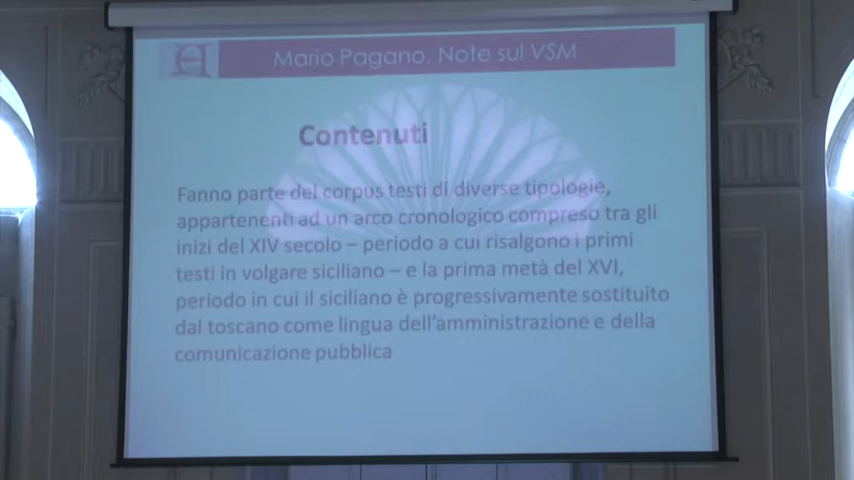 Mario Pagano, Note sul VSM
Contenuti
Fanno parte del corpus testi di diverse tipologie,
appartenenti ad un arco cronologico compreso tra gli
inizi del XIV secolo – periodo a cui risalgono i primi
testi in volgare siciliano – e la prima metà del XVI,
periodo in cui il siciliano è progressivamente sostituito
dal toscano come lingua dell'amministrazione e della
comunicazione pubblica